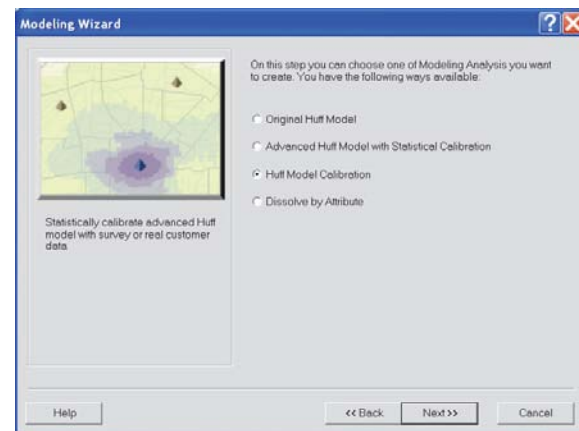 Modeling Wizard
On this step you can choose one of Modeling Analysis you want
to create. You have the following ways available:
Original Huff Model
Advanced Huff Model with Statistical Calibration
Huff Model Calibration
Dissolve by Attribute
Statistically calibrate advanced Huff
model with survey or real customer
data
Help
<< Back
Next >>
Cancel